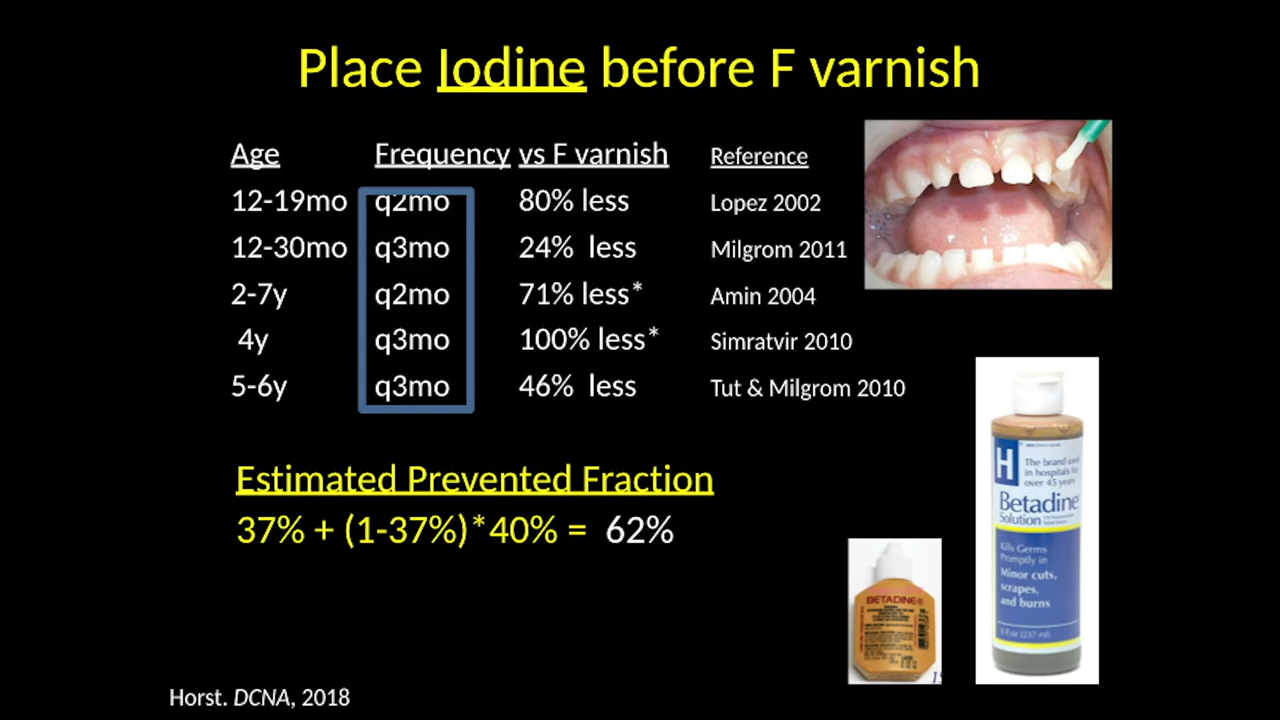 Place Iodine before F varnish
Age Frequency vs F varnish Reference
12-19mo q2mo 80% less Lopez 2002
12-30mo q3mo 24% less Milgrom 2011
2-7y q2mo 71% less* Amin 2004
4y q3mo 100% less* Simratvir 2010
5-6y q3mo 46% less Tut & Milgrom 2010
Estimated Prevented Fraction
37% + (1-37%)*40% = 62%
H
The brand used
in hospitals for
over 45 years
Betadine
Solution
Kills Germs
Promptly in
Minor cuts,
scrapes,
and burns
8 fl oz (237 ml)
BETADINE®
Horst. DCNA, 2018